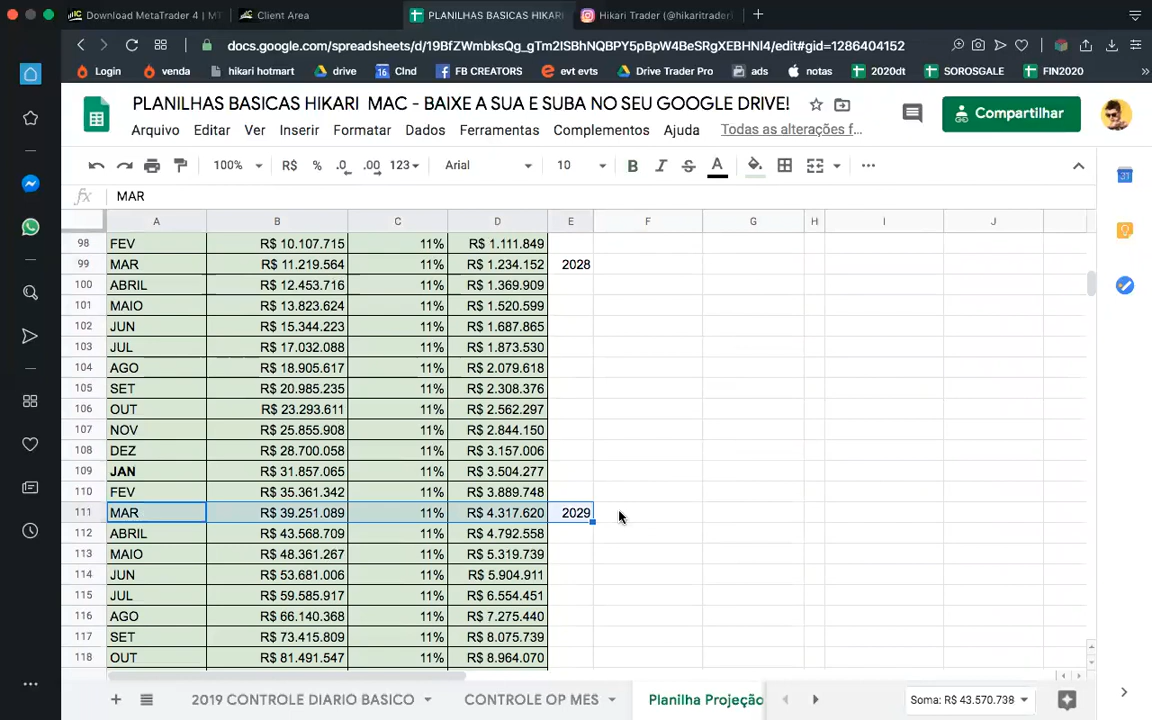 Download MetaTrader 4 | MT
Client Area
PLANILHAS BASICAS HIKARI
Hikari Trader (@hikaritrader)
docs.google.com/spreadsheets/d/19BfZWmbksQg_gTm2ISBhNQBPY5pBpW4BeSRgXEBHNI4/edit#gid=1286404152
Login
venda
hikari hotmart
drive
16 Clnd
FB CREATORS
evt evts
Drive Trader Pro
ads
notas
2020dt
SOROSGALE
FIN2020
»
PLANILHAS BASICAS HIKARI MAC - BAIXE A SUA E SUBA NO SEU GOOGLE DRIVE!
Compartilhar
Arquivo Editar Ver Inserir Formatar Dados Ferramentas Complementos Ajuda Todas as alterações f...
100% R$ % .0 .00 123 Arial 10 B I S A
31
fx MAR
A B C D E F G H I J
98 FEV R$ 10.107.715 11% R$ 1.111.849
99 MAR R$ 11.219.564 11% R$ 1.234.152 2028
100 ABRIL R$ 12.453.716 11% R$ 1.369.909
101 MAIO R$ 13.823.624 11% R$ 1.520.599
102 JUN R$ 15.344.223 11% R$ 1.687.865
103 JUL R$ 17.032.088 11% R$ 1.873.530
104 AGO R$ 18.905.617 11% R$ 2.079.618
105 SET R$ 20.985.235 11% R$ 2.308.376
106 OUT R$ 23.293.611 11% R$ 2.562.297
107 NOV R$ 25.855.908 11% R$ 2.844.150
108 DEZ R$ 28.700.058 11% R$ 3.157.006
109 JAN R$ 31.857.065 11% R$ 3.504.277
110 FEV R$ 35.361.342 11% R$ 3.889.748
111 MAR R$ 39.251.089 11% R$ 4.317.620 2029
112 ABRIL R$ 43.568.709 11% R$ 4.792.558
113 MAIO R$ 48.361.267 11% R$ 5.319.739
114 JUN R$ 53.681.006 11% R$ 5.904.911
115 JUL R$ 59.585.917 11% R$ 6.554.451
116 AGO R$ 66.140.368 11% R$ 7.275.440
117 SET R$ 73.415.809 11% R$ 8.075.739
118 OUT R$ 81.491.547 11% R$ 8.964.070
2019 CONTROLE DIARIO BASICO
CONTROLE OP MES
Planilha Projeção
Soma: R$ 43.570.738